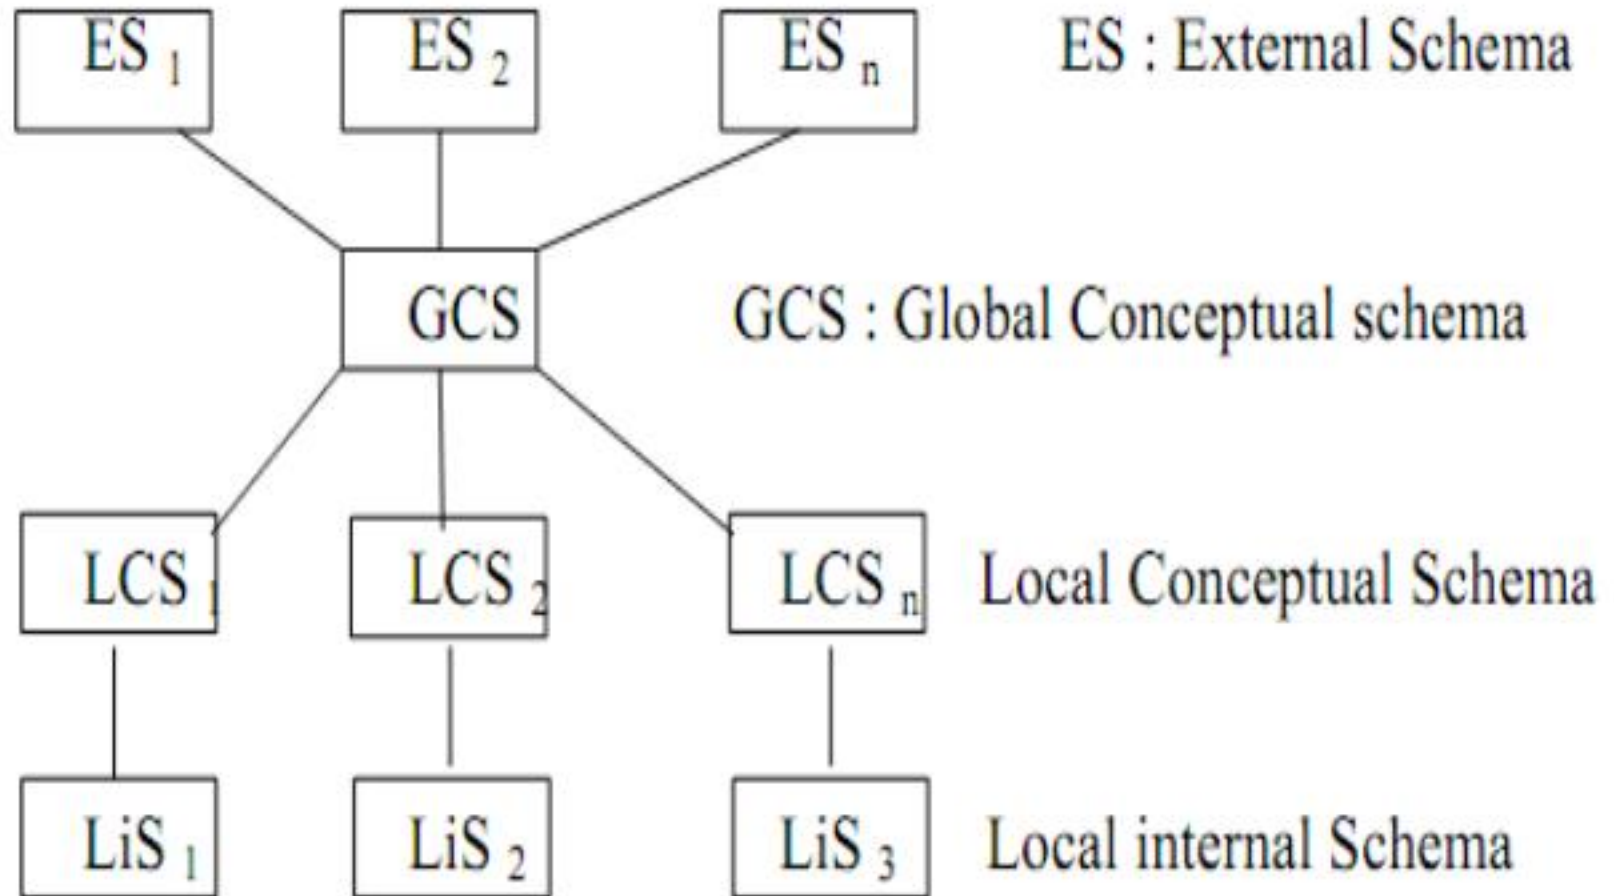 ES 1 ES 2 ES n ES : External Schema
GCS GCS : Global Conceptual schema
LCS 1 LCS 2 LCS n Local Conceptual Schema
LiS 1 LiS 2 LiS 3 Local internal Schema